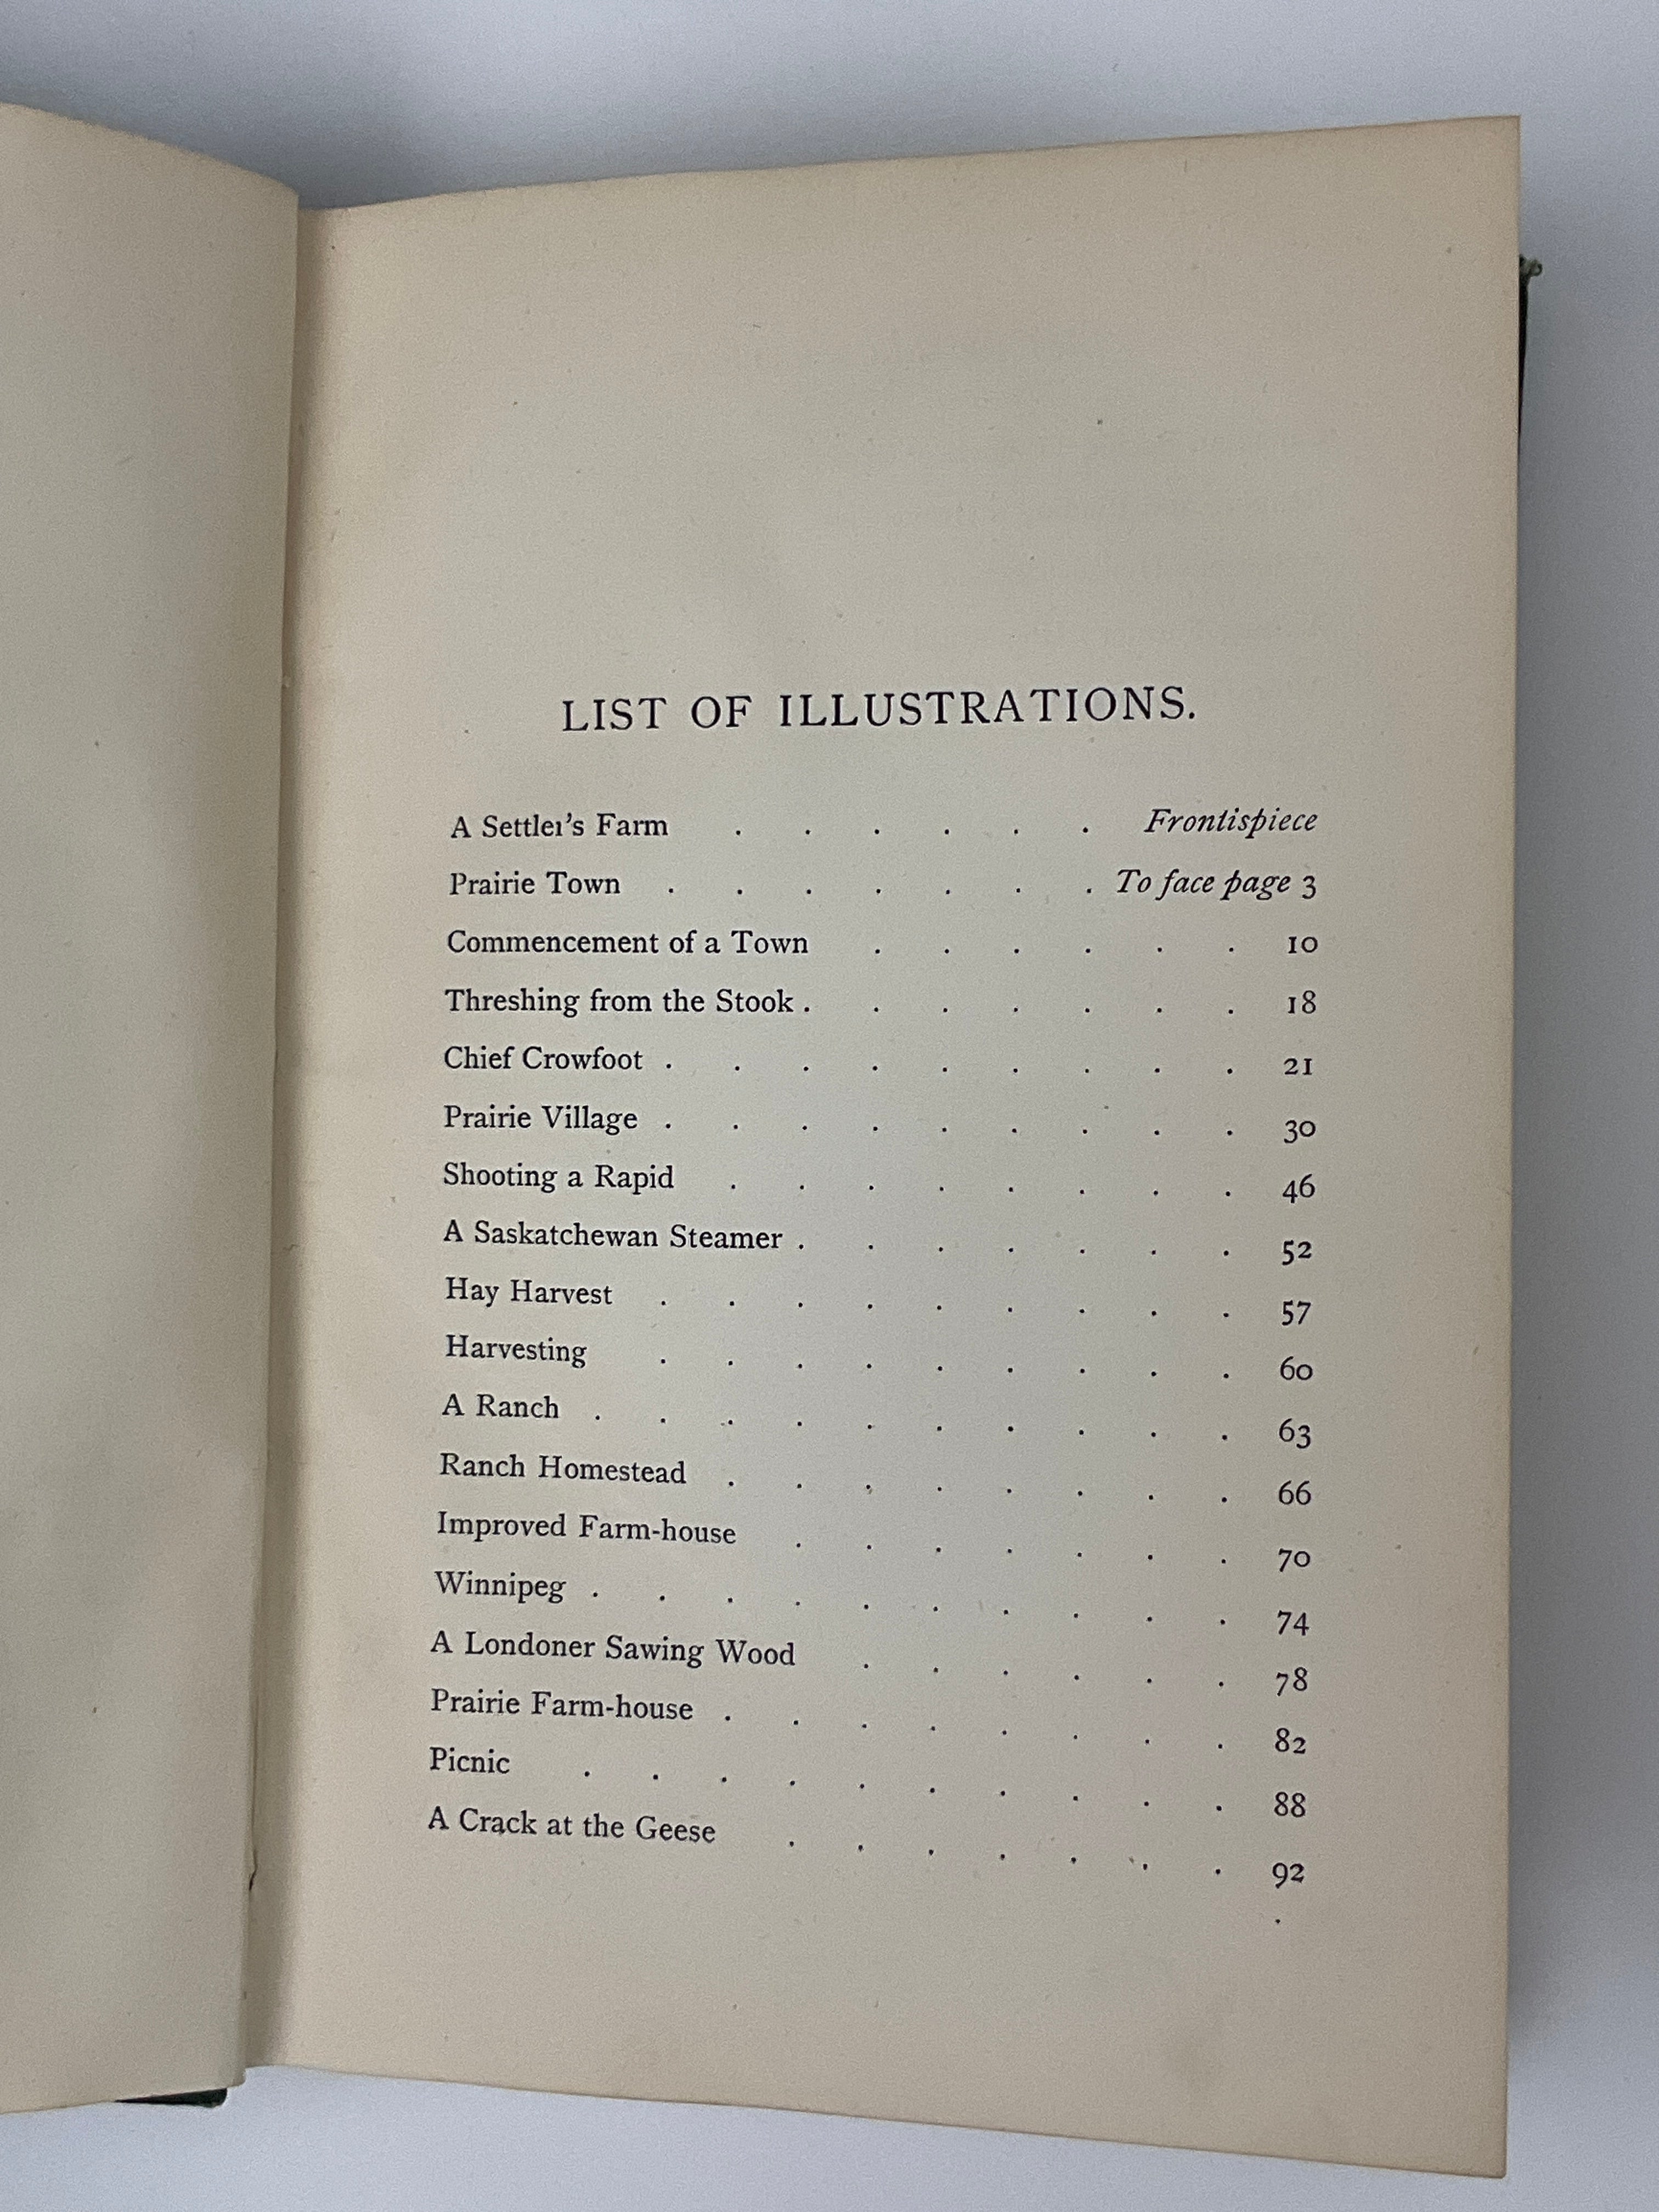 LIST OF ILLUSTRATIONS.
A Settler's Farm . . . . . . Frontispiece
Prairie Town . . . . . . . To face page 3
Commencement of a Town . . . . . . 10
Threshing from the Stook . . . . . . . 18
Chief Crowfoot . . . . . . . . . 21
Prairie Village . . . . . . . . . 30
Shooting a Rapid . . . . . . . . 46
A Saskatchewan Steamer . . . . . . . 52
Hay Harvest . . . . . . . . . 57
Harvesting . . . . . . . . . 60
A Ranch . . . . . . . . . . 63
Ranch Homestead . . . . . . . . 66
Improved Farm-house . . . . . . . 70
Winnipeg . . . . . . . . . . 74
A Londoner Sawing Wood . . . . . . 78
Prairie Farm-house . . . . . . . . 82
Picnic . . . . . . . . . . 88
A Crack at the Geese . . . . . . . 92